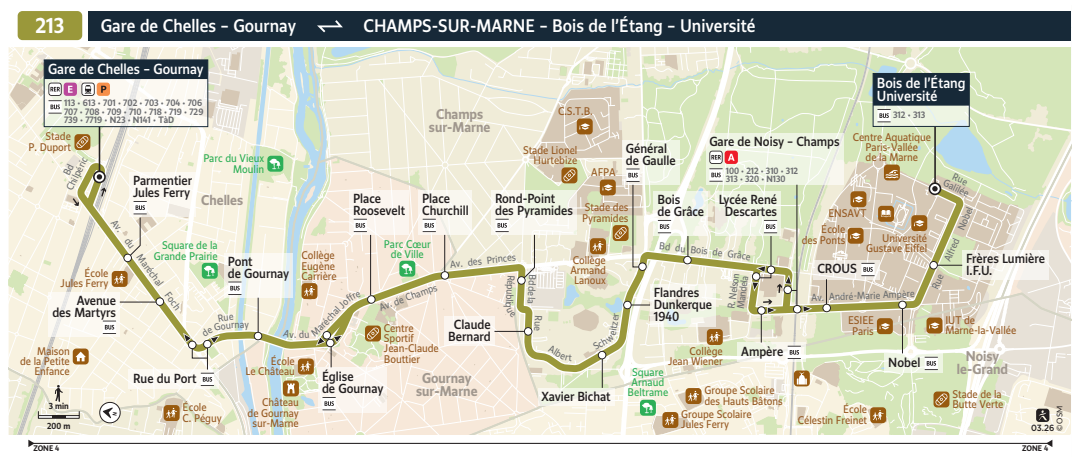 213 Gare de Chelles – Gournay ⇌ CHAMPS-SUR-MARNE – Bois de l'Étang – Université
Gare de Chelles – Gournay
RER E P
BUS 113 • 613 • 701 • 702 • 703 • 704 • 706
707 • 708 • 709 • 710 • 718 • 719 • 729
739 • 7719 • N23 • N141 • TàD
Stade
P. Duport
Bd
Chilpéric
Parmentier
Jules Ferry
BUS
Parc du Vieux
Moulin
Chelles
Av. du Maréchal Foch
Square de la
Grande Prairie
École
Jules Ferry
Avenue
des Martyrs
BUS
Pont
de Gournay
BUS
Rue
de Gournay
Rue du Port BUS
Maison
de la Petite
Enfance
École
C. Péguy
3 min
200 m
Collège
Eugène
Carrière
Av. du Maréchal Joffre
École
Le Château
Château
de Gournay
sur-Marne
Église
de Gournay
BUS
Place
Roosevelt
BUS
Place
Churchill
BUS
Parc Cœur
de Ville
Av. de Champs
Av. des Princes
Centre
Sportif
Jean-Claude
Bouttier
Gournay
sur-Marne
Champs
sur-Marne
Rond-Point
des Pyramides
BUS
Bd de la
République
Claude
Bernard
BUS
Rue Albert Schweitzer
Xavier Bichat
BUS
C.S.T.B.
Stade Lionel
Hurtebize
AFPA
Stade des
Pyramides
Collège
Armand
Lanoux
Général
de Gaulle
BUS
Flandres
Dunkerque
1940
BUS
Bois
de Grâce
BUS
Bd du Bois de Grâce
Square
Arnaud
Beltrame
Collège
Jean Wiener
Groupe Scolaire
des Hauts Bâtons
Groupe Scolaire
Jules Ferry
Gare de Noisy – Champs
RER A
BUS 100 • 212 • 310 • 312
313 • 320 • N130
Lycée René
Descartes
BUS
R. Nelson
Mandela
Ampère BUS
CROUS BUS
Av. André-Marie Ampère
ESIEE
Paris
École
Célestin Freinet
Nobel BUS
Bois de l'Étang
Université
BUS 312 • 313
Centre Aquatique
Paris-Vallée
de la Marne
Rue
Galilée
ENSAVT
École
des Ponts
Université
Gustave Eiffel
Rue Alfred Nobel
Frères Lumière
I.F.U. BUS
IUT de
Marne-la-Vallée
Noisy
le-Grand
Stade de la
Butte Verte
03.26
© OSM
ZONE 4
ZONE 4